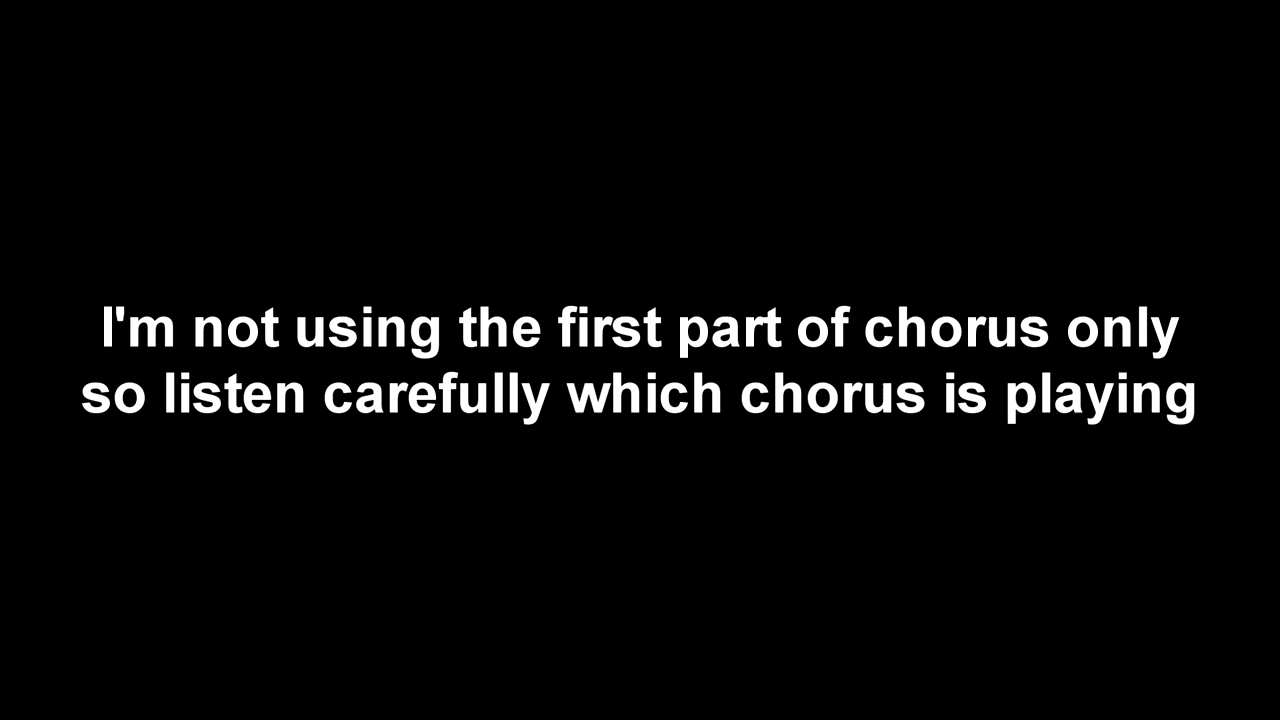 I'm not using the first part of chorus only
so listen carefully which chorus is playing